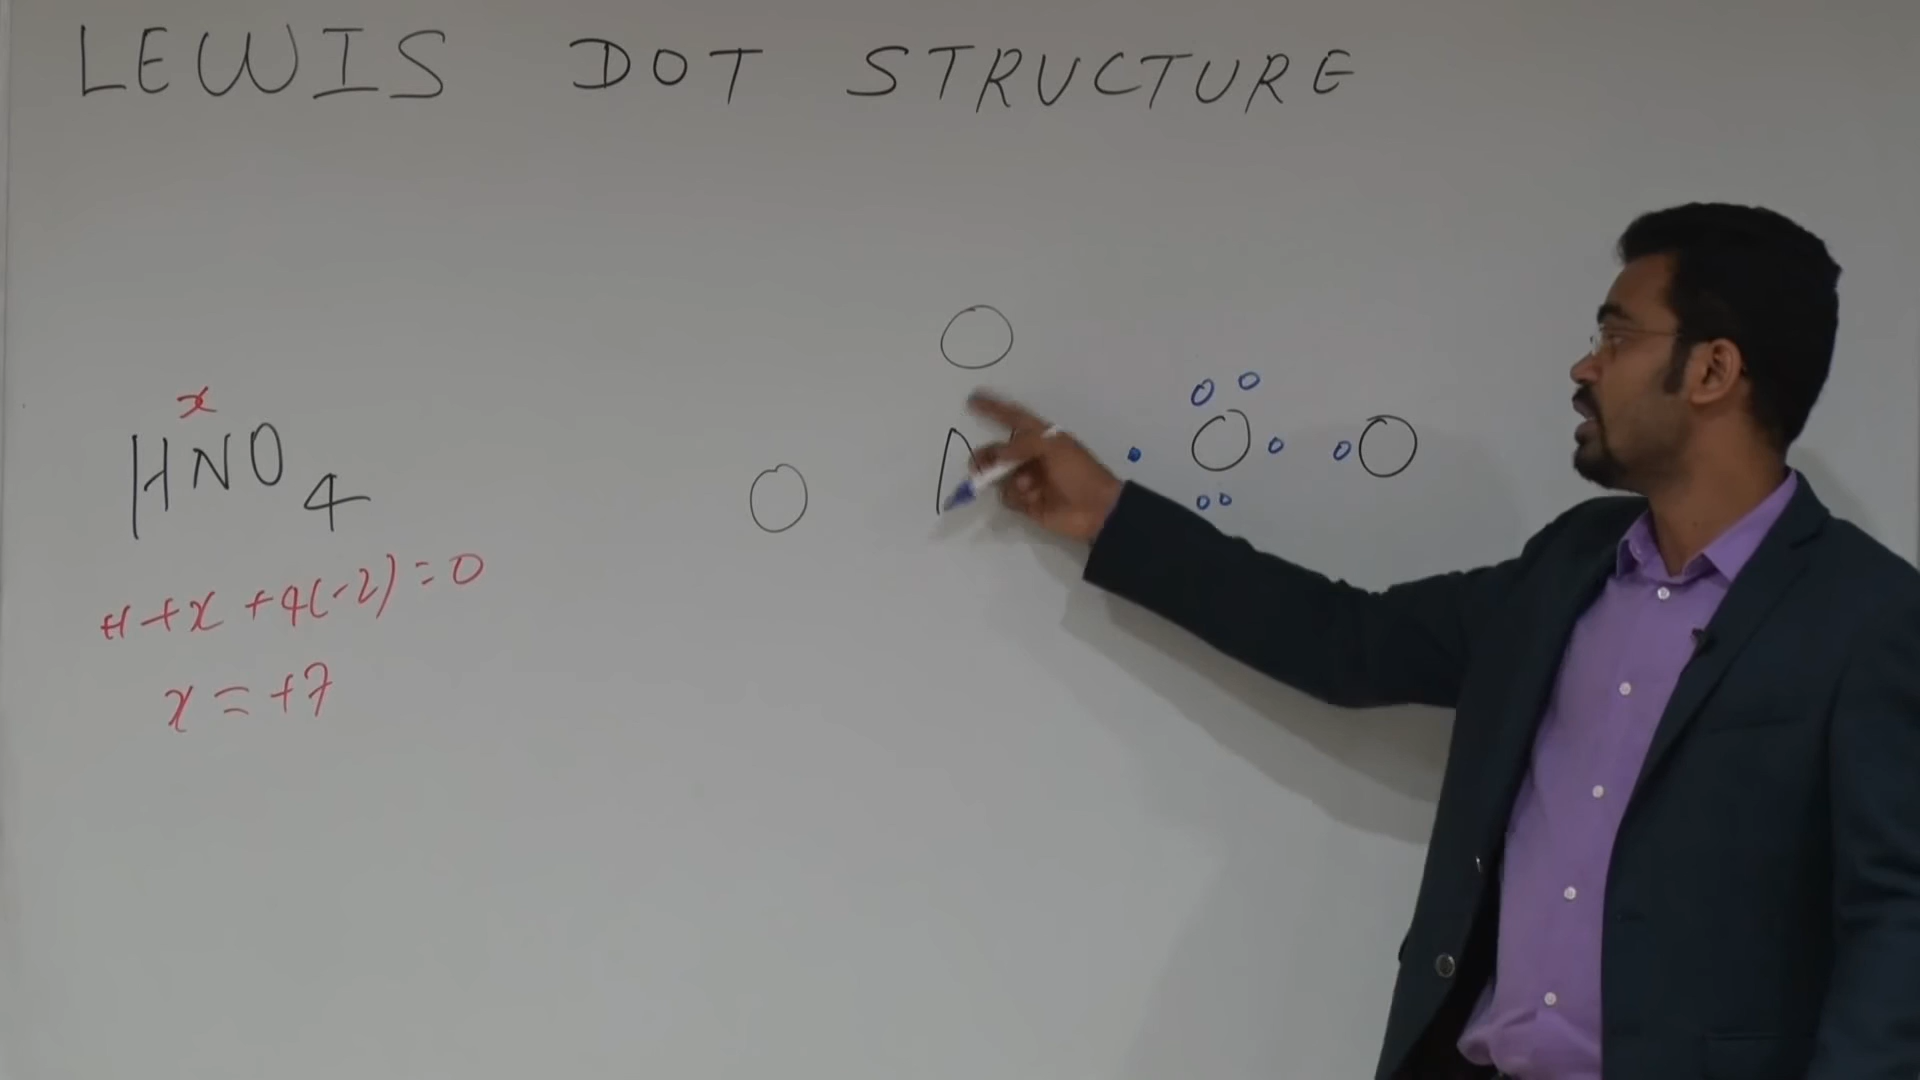 LEWIS DOT STRUCTURE
x
HNO4
+1 + x + 4(-2) = 0
x = +7
O
O N O O